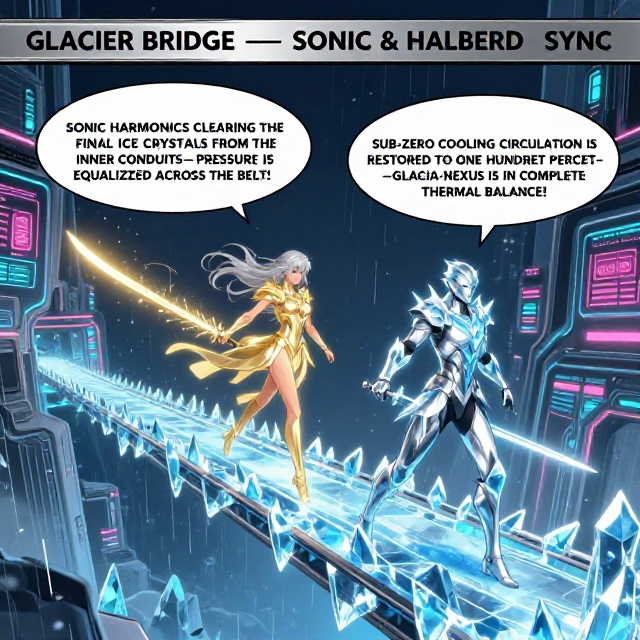 GLACIER BRIDGE — SONIC & HALBERD SYNC
SONIC HARMONICS CLEARING THE
FINAL ICE CRYSTALS FROM THE
INNER CONDUITS—PRESSURE IS
EQUALIZZED ACROSS THE BELT!
SUB-ZERO COOLING CIRCULATION IS
RESTORED TO ONE HUNDRET PERCET-
—GLACIA-NEXUS IS IN COMPLETE
THERMAL BALANCE!